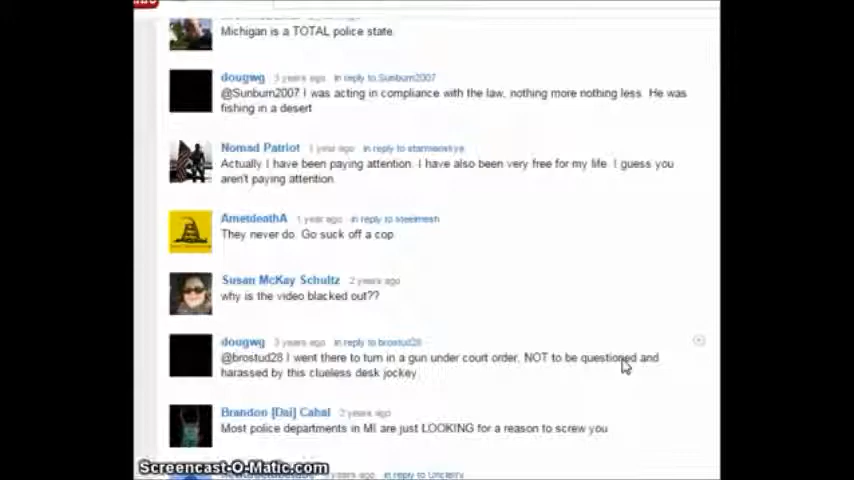 Michigan is a TOTAL police state.
dougwg 3 years ago in reply to Sunburn2007
@Sunburn2007 I was acting in compliance with the law, nothing more nothing less. He was
fishing in a desert
Nomad Patriot 1 year ago in reply to
Actually I have been paying attention. I have also been very free for my life. I guess you
aren't paying attention.
AmetdeathA 1 year ago in reply to steelmesh
They never do. Go suck off a cop.
Susan McKay Schultz 2 years ago
why is the video blacked out??
dougwg 3 years ago in reply to brostud28
@brostud28 I went there to turn in a gun under court order, NOT to be questioned and
harassed by this clueless desk jockey.
Brandon [Dai] Cahal 2 years ago
Most police departments in MI are just LOOKING for a reason to screw you
years ago in reply to
Screencast-O-Matic.com